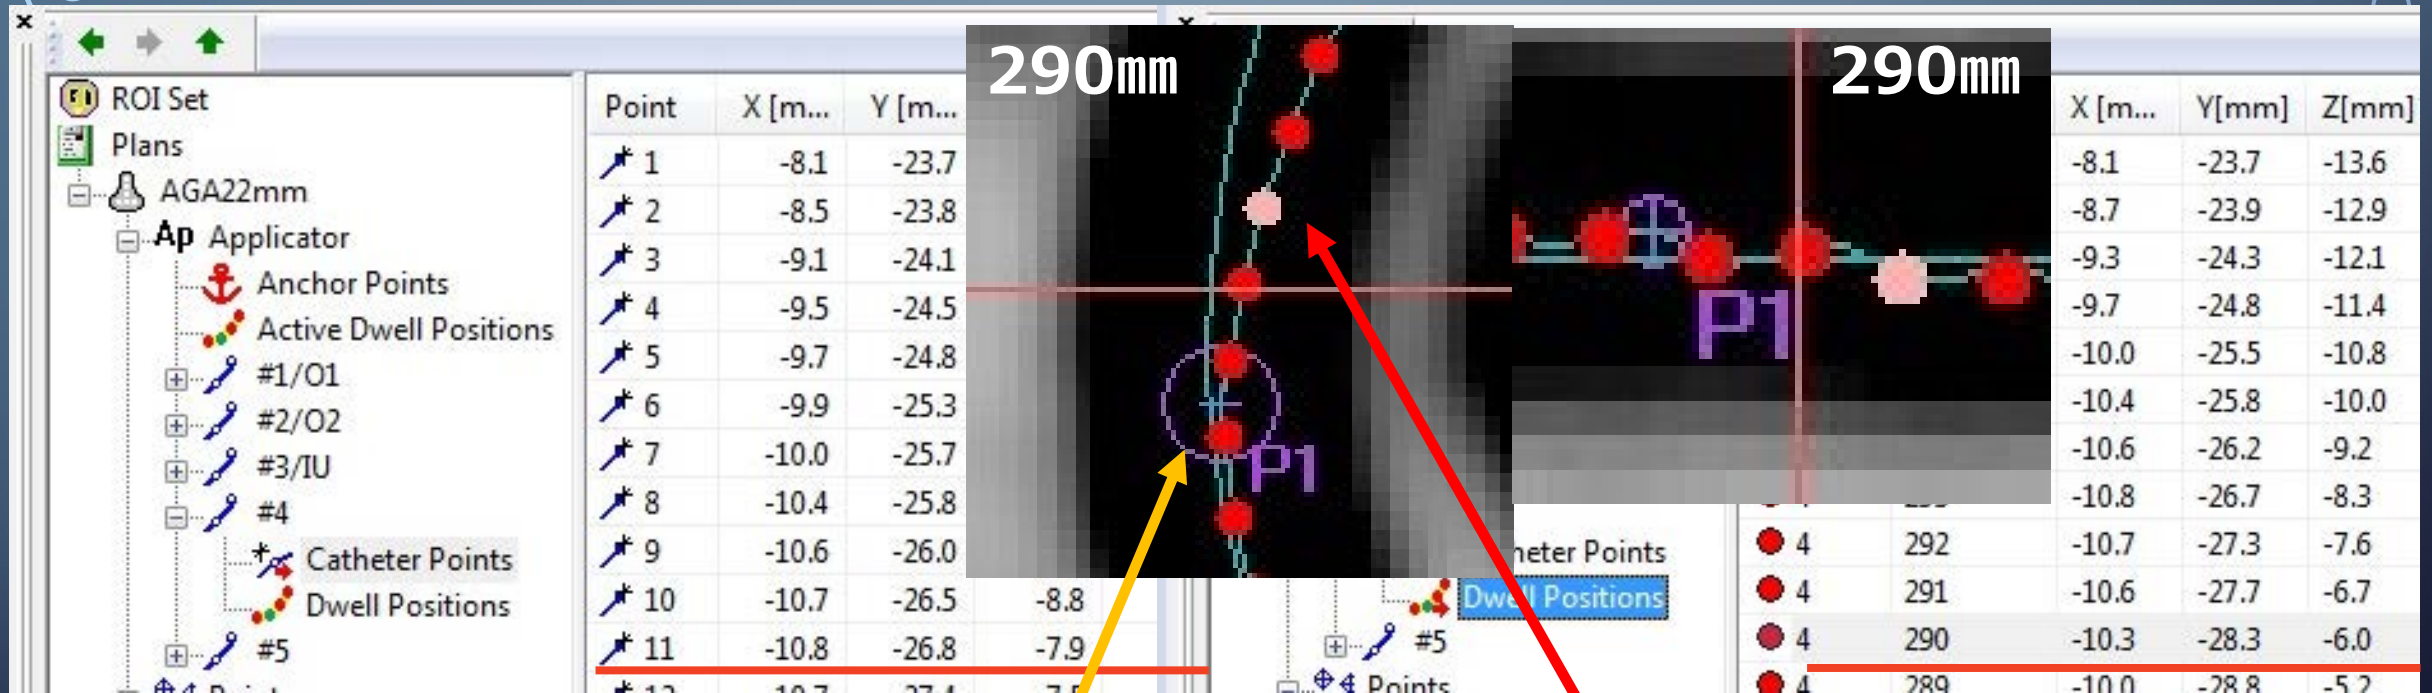 ROI Set
Plans
AGA22mm
Ap Applicator
Anchor Points
Active Dwell Positions
#1/O1
#2/O2
#3/IU
#4
Catheter Points
Dwell Positions
#5
Point X [m... Y [m...
1 -8.1 -23.7
2 -8.5 -23.8
3 -9.1 -24.1
4 -9.5 -24.5
5 -9.7 -24.8
6 -9.9 -25.3
7 -10.0 -25.7
8 -10.4 -25.8
9 -10.6 -26.0
10 -10.7 -26.5 -8.8
11 -10.8 -26.8 -7.9
290mm
P1
290mm
P1
heter Points
Dwell Positions
#5
Points
X [m... Y[mm] Z[mm]
-8.1 -23.7 -13.6
-8.7 -23.9 -12.9
-9.3 -24.3 -12.1
-9.7 -24.8 -11.4
-10.0 -25.5 -10.8
-10.4 -25.8 -10.0
-10.6 -26.2 -9.2
-10.8 -26.7 -8.3
4 292 -10.7 -27.3 -7.6
4 291 -10.6 -27.7 -6.7
4 290 -10.3 -28.3 -6.0
4 289 -10.0 -28.8 -5.2